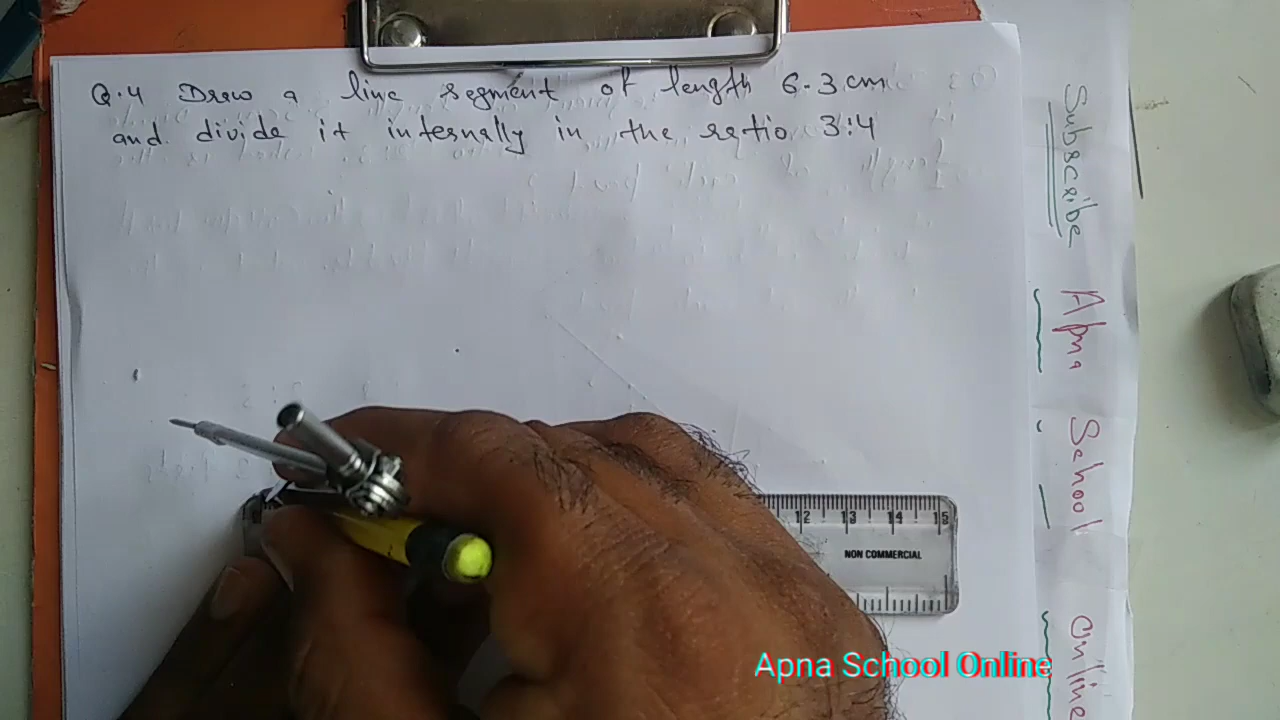 Q.4 Draw a line segment of length 6.3 cm
and divide it internally in the ratio 3:4
Subscribe Apna School Online
12 13 14 15
NON COMMERCIAL
Apna School Online